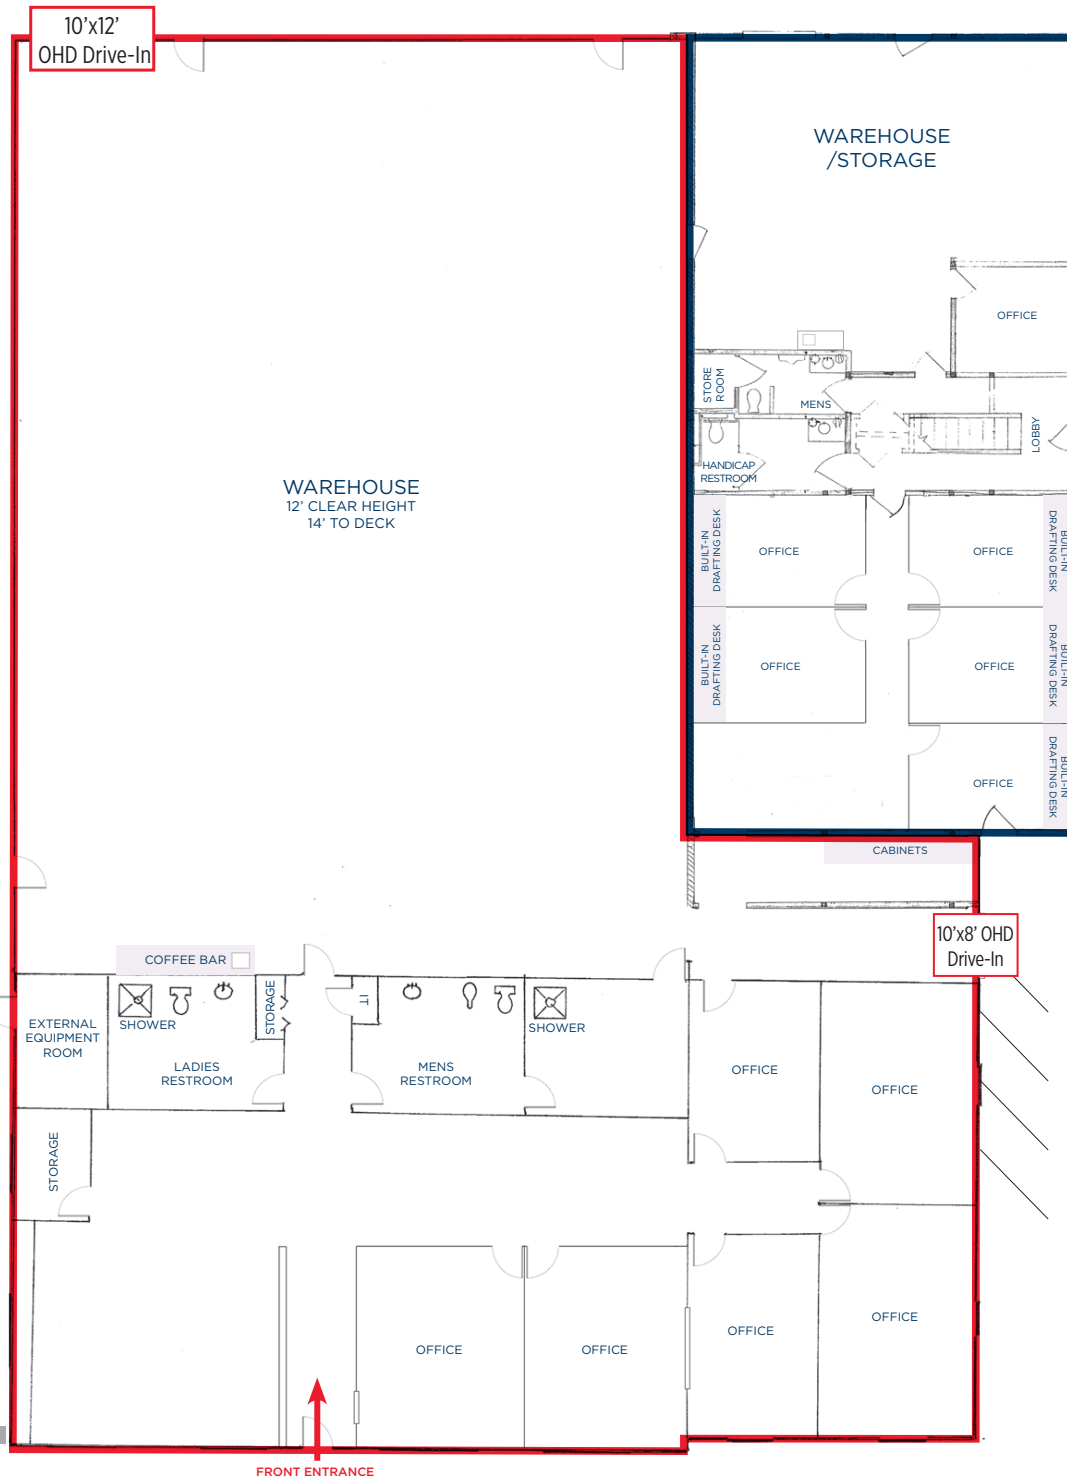 10’x12’
OHD Drive-In
WAREHOUSE
/STORAGE
OFFICE
STORE
ROOM
MENS
LOBBY
HANDICAP
RESTROOM
WAREHOUSE
12’ CLEAR HEIGHT
14’ TO DECK
BUILT-IN
DRAFTING DESK
OFFICE
OFFICE
BUILT-IN
DRAFTING DESK
BUILT-IN
DRAFTING DESK
OFFICE
OFFICE
BUILT-IN
DRAFTING DESK
OFFICE
BUILT-IN
DRAFTING DESK
CABINETS
10’x8’ OHD
Drive-In
COFFEE BAR
EXTERNAL
EQUIPMENT
ROOM
SHOWER
LADIES
RESTROOM
STORAGE
IT
MENS
RESTROOM
SHOWER
OFFICE
OFFICE
STORAGE
OFFICE
OFFICE
OFFICE
OFFICE
FRONT ENTRANCE